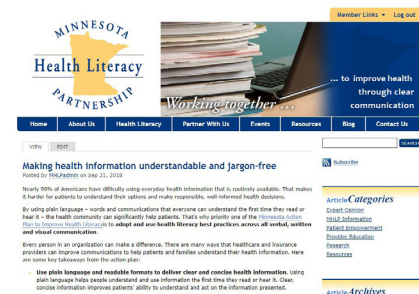 Member Links Log out
MINNESOTA
Health Literacy
PARTNERSHIP
Working together ...
... to improve health
through clear
communication
Home About Us Health Literacy Partner With Us Events Resources Blog Contact Us
VIEW EDIT
SEARCH
Making health information understandable and jargon-free
Posted by MHLPadmin on Sep 21, 2018
Nearly 90% of Americans have difficulty using everyday health information that is routinely available. That makes
it harder for patients to understand their options and make responsible, well-informed health decisions.
By using plain language – words and communications that everyone can understand the first time they read or
hear it – the health community can significantly help patients. That's why priority one of the Minnesota Action
Plan to Improve Health Literacy is to adopt and use health literacy best practices across all verbal, written
and visual communication.
Every person in an organization can make a difference. There are many ways that healthcare and insurance
providers can improve communications to help patients and families understand their health information. Here
are some key takeaways from the action plan:
Use plain language and readable formats to deliver clear and concise health information. Using
plain language helps people understand and use information the first time they read or hear it. Clear,
concise information improves patients' ability to understand and act on the information presented.
Subscribe
Article Categories
Expert Opinion
MHLP Information
Patient Empowerment
Provider Education
Research
Resources
Article Archives